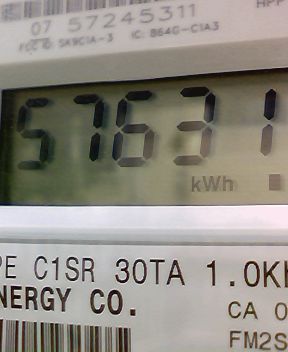 07 57245311
FCC ID: SK9C1A-3 IC: 864G-C1A3
57631
kWh
PE C1SR 30TA 1.0Kh
NERGY CO.
CA 0
FM2S